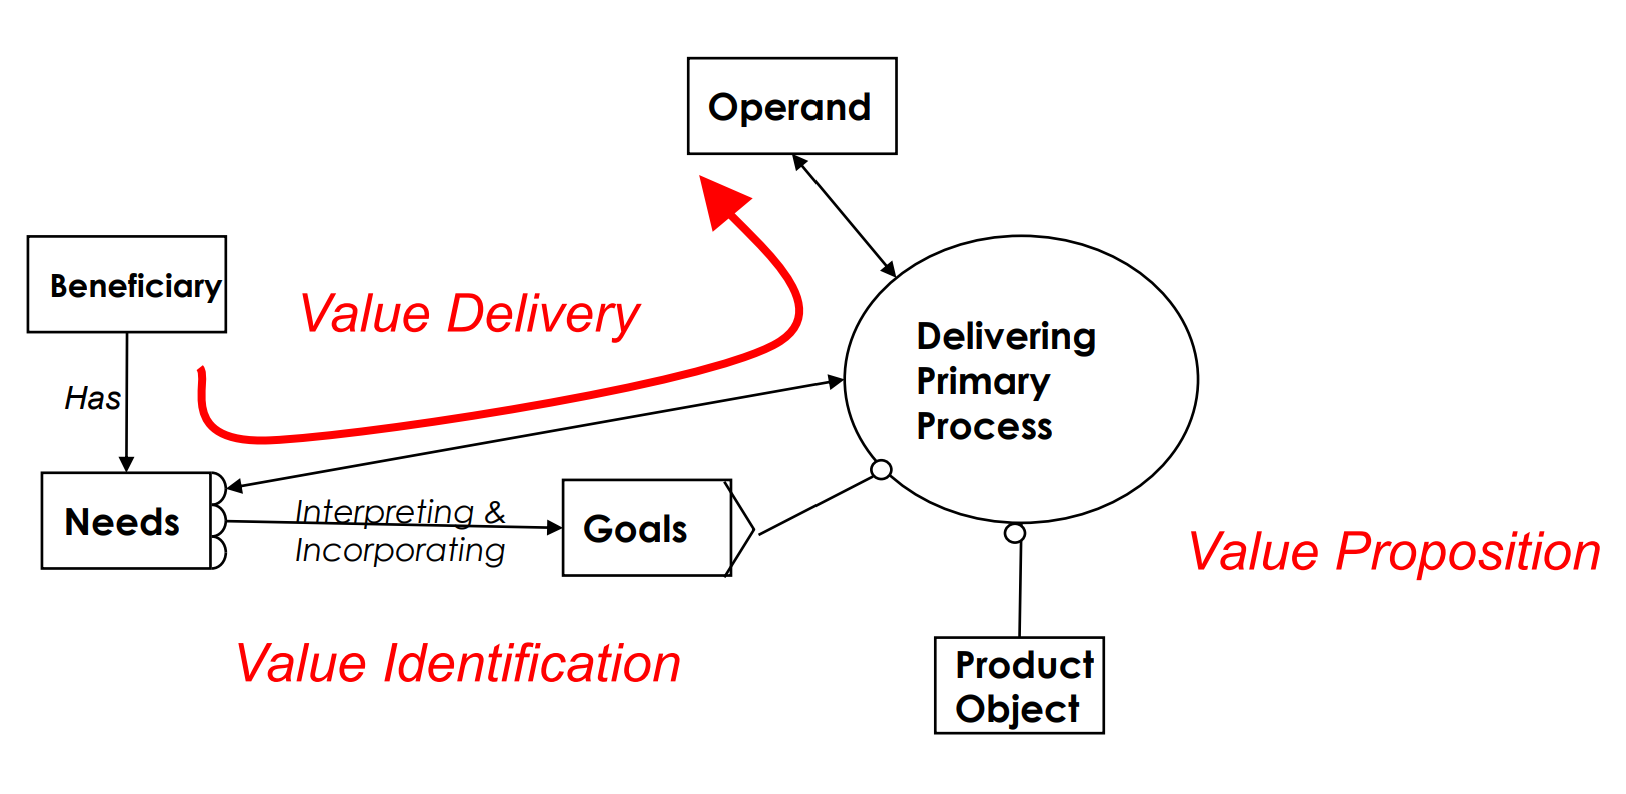 Operand
Beneficiary
Value Delivery
Delivering
Primary
Process
Has
Needs
Interpreting &
Incorporating
Goals
Value Proposition
Value Identification
Product
Object